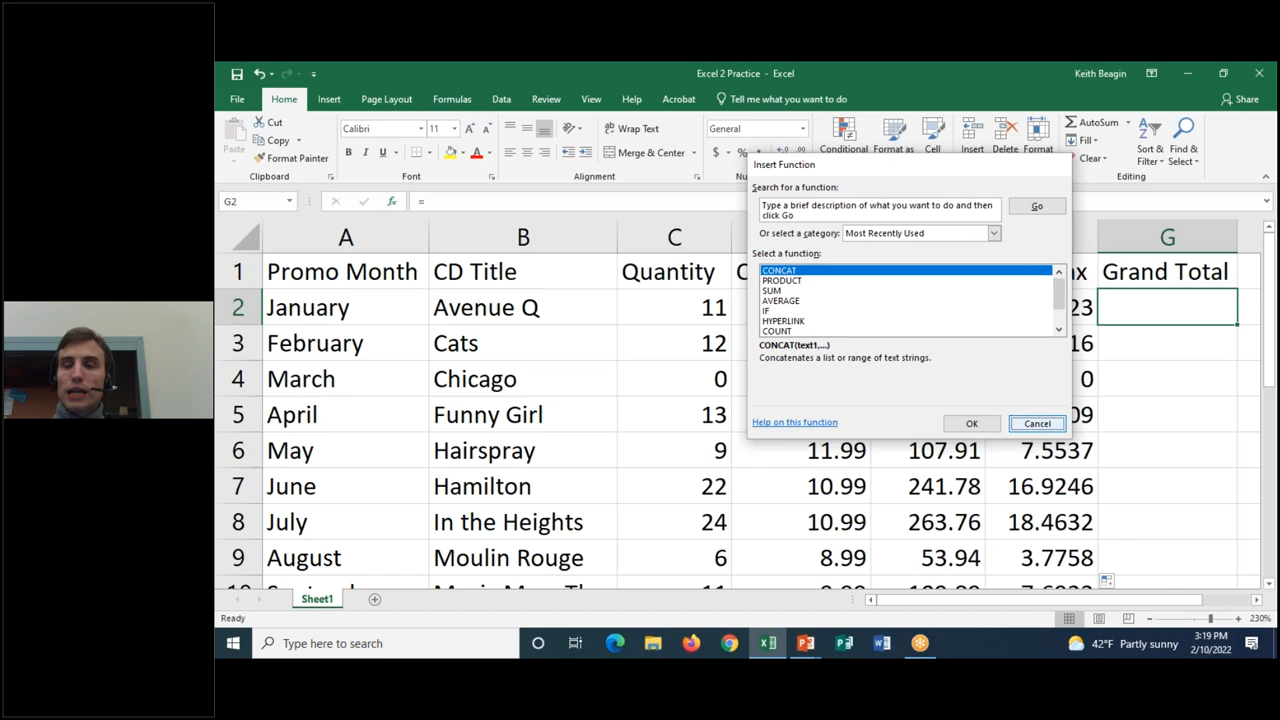 Excel 2 Practice - Excel
Keith Beagin
File Home Insert Page Layout Formulas Data Review View Help Acrobat Tell me what you want to do Share
Paste
Cut
Copy
Format Painter
Clipboard
Calibri 11
B I U
Font
Wrap Text
Merge & Center
Alignment
General
$ %
Conditional
Format as
Cell
Insert Delete Format
AutoSum
Fill
Clear
Sort &
Filter
Find &
Select
Editing
G2 fx =
Insert Function
Search for a function:
Type a brief description of what you want to do and then
click Go
Go
Or select a category: Most Recently Used
Select a function:
CONCAT
PRODUCT
SUM
AVERAGE
IF
HYPERLINK
COUNT
CONCAT(text1,...)
Concatenates a list or range of text strings.
Help on this function OK Cancel
A B C G
1 Promo Month CD Title Quantity C ax Grand Total
2 January Avenue Q 11 23
3 February Cats 12 16
4 March Chicago 0 0
5 April Funny Girl 13 09
6 May Hairspray 9 11.99 107.91 7.5537
7 June Hamilton 22 10.99 241.78 16.9246
8 July In the Heights 24 10.99 263.76 18.4632
9 August Moulin Rouge 6 8.99 53.94 3.7758
Sheet1
Ready 230%
Type here to search
42°F Partly sunny
3:19 PM
2/10/2022